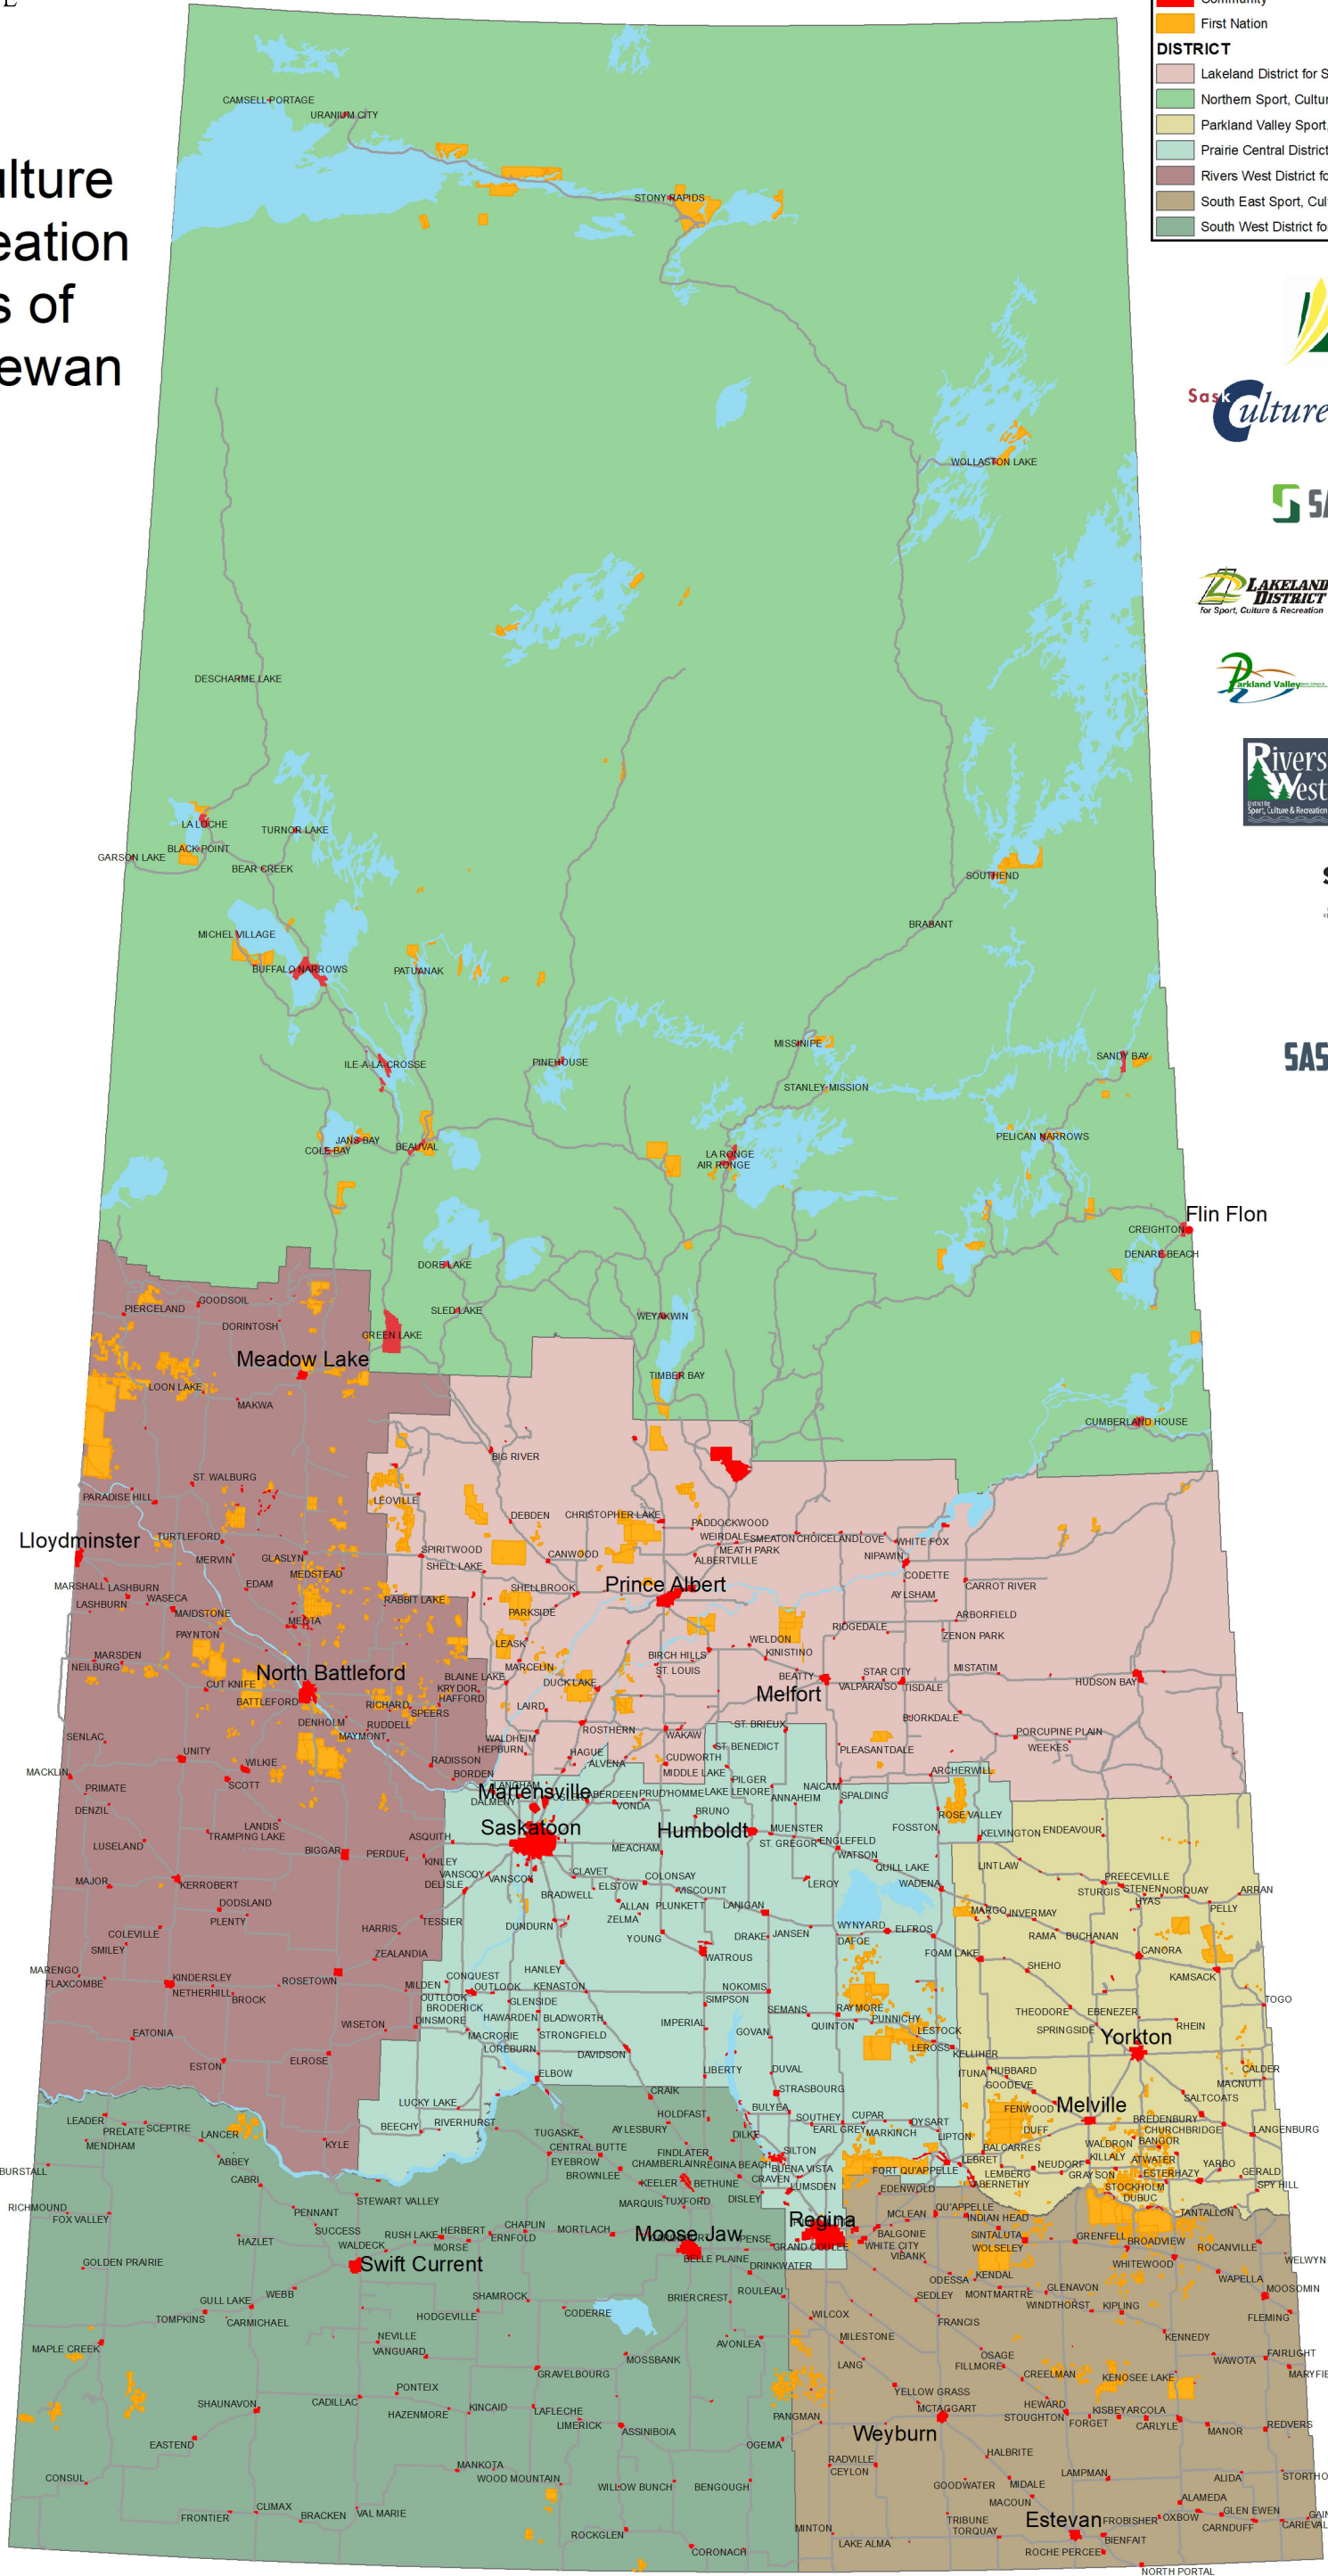 ulture
eation
s of
ewan
Community
First Nation
DISTRICT
Lakeland District for S
Northern Sport, Cultur
Parkland Valley Sport,
Prairie Central District
Rivers West District fo
South East Sport, Cul
South West District fo
Sask Culture
SA
LAKELAND
DISTRICT
for Sport, Culture & Recreation
Parkland Valley
Rivers
West
District for
Sport, Culture & Recreation
S
SAS
CAMSELL PORTAGE
URANIUM CITY
STONY RAPIDS
WOLLASTON LAKE
DESCHARME LAKE
LA LOCHE
TURNOR LAKE
BLACK POINT
GARSON LAKE
BEAR CREEK
SOUTHEND
BRABANT
MICHEL VILLAGE
BUFFALO NARROWS
PATUANAK
MISSINIPE
ILE-A-LA-CROSSE
PINEHOUSE
SANDY BAY
STANLEY MISSION
PELICAN NARROWS
JANS BAY
COLE BAY
BEAUVAL
LA RONGE
AIR RONGE
Flin Flon
CREIGHTON
DENARE BEACH
DORE LAKE
SLED LAKE
WEYAKWIN
GREEN LAKE
TIMBER BAY
CUMBERLAND HOUSE
PIERCELAND
GOODSOIL
DORINTOSH
Meadow Lake
LOON LAKE
MAKWA
BIG RIVER
ST. WALBURG
PARADISE HILL
LEOVILLE
DEBDEN
CHRISTOPHER LAKE
PADDOCKWOOD
WEIRDALE
SMEATON
CHOICELAND
LOVE
WHITE FOX
Lloydminster
TURTLEFORD
MERVIN
GLASLYN
MEDSTEAD
SPIRITWOOD
SHELL LAKE
CANWOOD
MEATH PARK
ALBERTVILLE
NIPAWIN
CODETTE
CARROT RIVER
MARSHALL
LASHBURN
LASHBURN
WASECA
EDAM
RABBIT LAKE
SHELLBROOK
Prince Albert
AYLSHAM
ARBORFIELD
MAIDSTONE
MEOTA
PARKSIDE
RIDGEDALE
ZENON PARK
PAYNTON
LEASK
WELDON
KINISTINO
BIRCH HILLS
ST. LOUIS
MARSDEN
NEILBURG
CUT KNIFE
North Battleford
BATTLEFORD
BLAINE LAKE
KRYDOR
HAFFORD
MARCELIN
DUCK LAKE
BEATTY
Melfort
STAR CITY
VALPARAISO
TISDALE
MISTATIM
HUDSON BAY
RICHARD
SPEERS
LAIRD
BJORKDALE
DENHOLM
RUDDELL
MAYMONT
WALDHEIM
HEPBURN
ROSTHERN
WAKAW
ST. BRIEUX
ST. BENEDICT
PORCUPINE PLAIN
WEEKES
SENLAC
UNITY
WILKIE
SCOTT
RADISSON
BORDEN
HAGUE
ALVENA
CUDWORTH
MIDDLE LAKE
PILGER
PLEASANTDALE
ARCHERWILL
MACKLIN
PRIMATE
DENZIL
LANGHAM
DALMENY
Martensville
ABERDEEN
VONDA
PRUD'HOMME
LAKE LENORE
ANNAHEIM
NAICAM
SPALDING
ROSE VALLEY
LANDIS
TRAMPING LAKE
LUSELAND
BIGGAR
PERDUE
ASQUITH
Saskatoon
BRUNO
Humboldt
MUENSTER
ST. GREGOR
ENGLEFELD
WATSON
FOSSTON
KELVINGTON
ENDEAVOUR
MEACHAM
KINLEY
VANSCOY
VANSCOY
DELISLE
CLAVET
ELSTOW
COLONSAY
VISCOUNT
QUILL LAKE
WADENA
LEROY
LINTLAW
PREECEVILLE
STURGIS
STENEN
NORQUAY
HYAS
ARRAN
PELLY
MAJOR
KERROBERT
DODSLAND
PLENTY
BRADWELL
ALLAN
ZELMA
PLUNKETT
LANIGAN
MARGO
INVERMAY
RAMA
BUCHANAN
CANORA
HARRIS
TESSIER
DUNDURN
YOUNG
DRAKE
JANSEN
WYNYARD
DAFOE
ELFROS
FOAM LAKE
COLEVILLE
SMILEY
ZEALANDIA
WATROUS
SHEHO
KAMSACK
MARENGO
FLAXCOMBE
KINDERSLEY
NETHERHILL
BROCK
ROSETOWN
MILDEN
CONQUEST
OUTLOOK
OUTLOOK
HANLEY
KENASTON
NOKOMIS
SIMPSON
TOGO
BRODERICK
DINSMORE
GLENSIDE
HAWARDEN
BLADWORTH
IMPERIAL
SEMANS
RAYMORE
QUINTON
PUNNICHY
LESTOCK
THEODORE
EBENEZER
SPRINGSIDE
RHEIN
Yorkton
EATONIA
WISETON
MACRORIE
LOREBURN
STRONGFIELD
DAVIDSON
GOVAN
LEROSS
KELLIHER
ESTON
ELROSE
ELBOW
LIBERTY
DUVAL
STRASBOURG
ITUNA
HUBBARD
GOODEVE
CALDER
MACNUTT
SALTCOATS
LUCKY LAKE
BEECHY
RIVERHURST
CRAIK
HOLDFAST
BULYEA
SOUTHEY
EARL GREY
CUPAR
MARKINCH
DYSART
LIPTON
FENWOOD
Melville
DUFF
BREDENBURY
CHURCHBRIDGE
LANGENBURG
LEADER
PRELATE
SCEPTRE
MENDHAM
LANCER
TUGASKE
AYLESBURY
DILKE
BALCARRES
WALDRON
BANGOR
KYLE
EYEBROW
CENTRAL BUTTE
BROWNLEE
FINDLATER
CHAMBERLAIN
REGINA BEACH
SILTON
BUENA VISTA
FORT QU'APPELLE
LEBRET
LEMBERG
ABERNETHY
NEUDORF
KILLALY
GRAYSON
ATWATER
ESTERHAZY
YARBO
GERALD
SPY HILL
BURSTALL
ABBEY
CABRI
KEELER
BETHUNE
CRAVEN
LUMSDEN
EDENWOLD
STOCKHOLM
DUBUC
RICHMOUND
FOX VALLEY
STEWART VALLEY
PENNANT
SUCCESS
MARQUIS
TUXFORD
DISLEY
MCLEAN
QU'APPELLE
INDIAN HEAD
TANTALLON
HAZLET
WALDECK
RUSH LAKE
HERBERT
MORSE
CHAPLIN
ERNFOLD
MORTLACH
Moose Jaw
PENSE
BELLE PLAINE
Regina
GRAND COULEE
BALGONIE
WHITE CITY
VIBANK
SINTALUTA
WOLSELEY
GRENFELL
BROADVIEW
ROCANVILLE
GOLDEN PRAIRIE
Swift Current
DRINKWATER
WHITEWOOD
WELWYN
ODESSA
KENDAL
WAPELLA
MOOSOMIN
GULL LAKE
WEBB
SHAMROCK
BRIERCREST
ROULEAU
SEDLEY
MONTMARTRE
GLENAVON
WINDTHORST
KIPLING
TOMPKINS
CARMICHAEL
HODGEVILLE
CODERRE
WILCOX
FRANCIS
FLEMING
MAPLE CREEK
NEVILLE
VANGUARD
AVONLEA
MILESTONE
KENNEDY
MOSSBANK
LANG
OSAGE
FILLMORE
WAWOTA
FAIRLIGHT
GRAVELBOURG
CREELMAN
KENOSEE LAKE
MARYFIE
PONTEIX
YELLOW GRASS
SHAUNAVON
CADILLAC
HAZENMORE
KINCAID
LAFLECHE
LIMERICK
ASSINIBOIA
PANGMAN
MCTAGGART
Weyburn
HEWARD
STOUGHTON
FORGET
KISBEY
ARCOLA
CARLYLE
MANOR
REDVERS
EASTEND
OGEMA
RADVILLE
CEYLON
HALBRITE
CONSUL
MANKOTA
WOOD MOUNTAIN
WILLOW BUNCH
BENGOUGH
GOODWATER
MIDALE
LAMPMAN
ALIDA
STORTHO
MACOUN
ALAMEDA
FRONTIER
CLIMAX
BRACKEN
VAL MARIE
ROCKGLEN
CORONACH
MINTON
LAKE ALMA
TRIBUNE
TORQUAY
Estevan
FROBISHER
OXBOW
GLEN EWEN
CARNDUFF
GAIN
CARIEVAL
BIENFAIT
ROCHE PERCEE
NORTH PORTAL